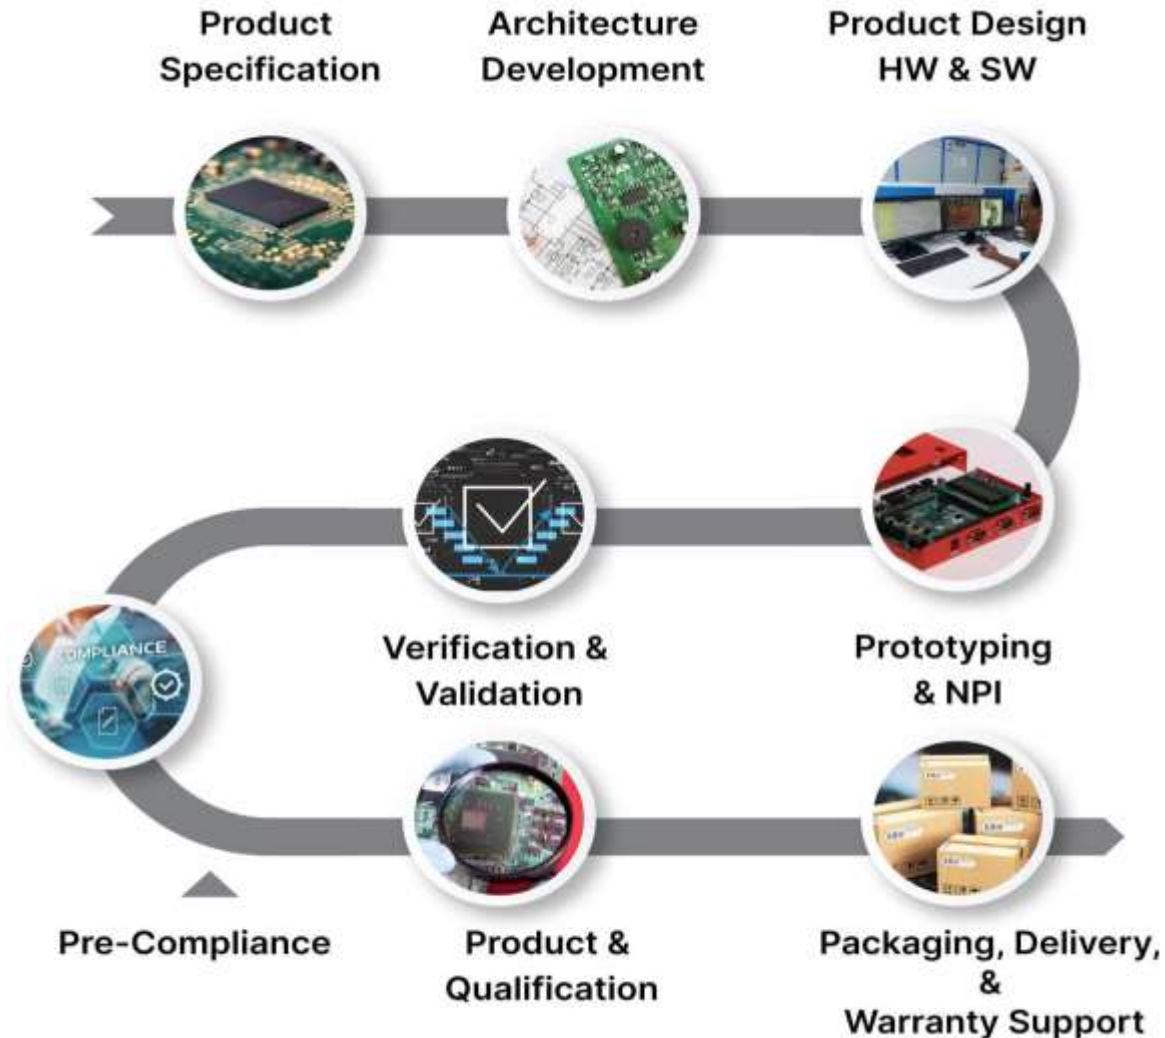 Product
Specification
Architecture
Development
Product Design
HW & SW
Verification &
Validation
Prototyping
& NPI
COMPLIANCE
Pre-Compliance
Product &
Qualification
Packaging, Delivery,
&
Warranty Support